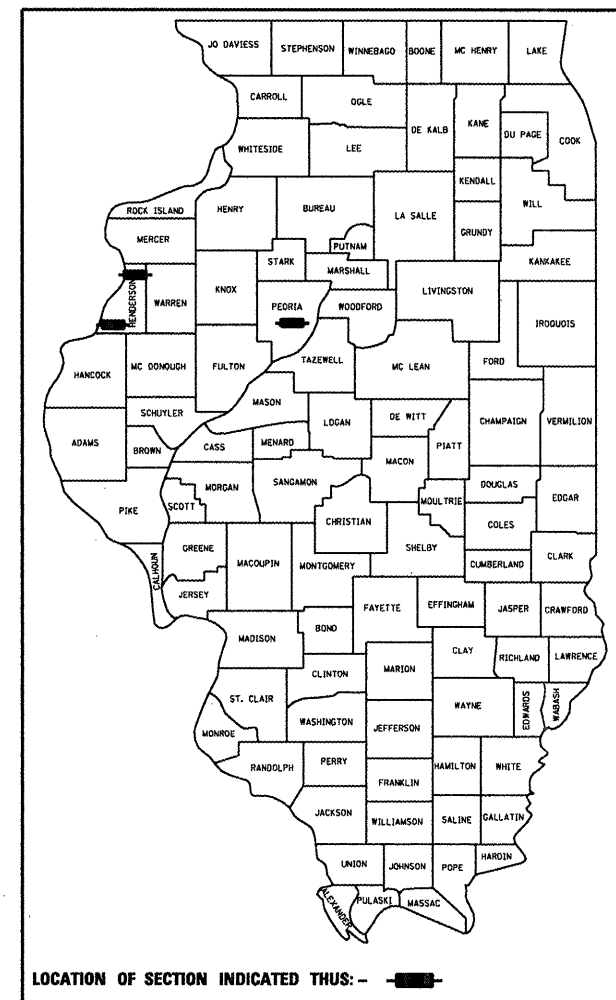 JO DAVIESS STEPHENSON WINNEBAGO BOONE MC HENRY LAKE
CARROLL OGLE DE KALB KANE DU PAGE COOK
WHITESIDE LEE
KENDALL WILL
ROCK ISLAND HENRY BUREAU LA SALLE GRUNDY
MERCER PUTNAM
STARK MARSHALL KANKAKEE
HENDERSON WARREN KNOX PEORIA WOODFORD LIVINGSTON
IROQUOIS
HANCOCK MC DONOUGH FULTON TAZEWELL MC LEAN FORD
MASON
SCHUYLER LOGAN DE WITT CHAMPAIGN VERMILION
ADAMS BROWN CASS MENARD MACON PIATT
SANGAMON DOUGLAS
PIKE SCOTT MORGAN CHRISTIAN MOULTRIE COLES EDGAR
GREENE MACOUPIN MONTGOMERY SHELBY CUMBERLAND CLARK
CALHOUN JERSEY
FAYETTE EFFINGHAM JASPER CRAWFORD
MADISON BOND
CLAY RICHLAND LAWRENCE
CLINTON MARION
ST. CLAIR WAYNE EDWARDS WABASH
WASHINGTON JEFFERSON
MONROE
RANDOLPH PERRY HAMILTON WHITE
FRANKLIN
JACKSON WILLIAMSON SALINE GALLATIN
UNION JOHNSON POPE HARDIN
ALEXANDER PULASKI MASSAC
LOCATION OF SECTION INDICATED THUS: -